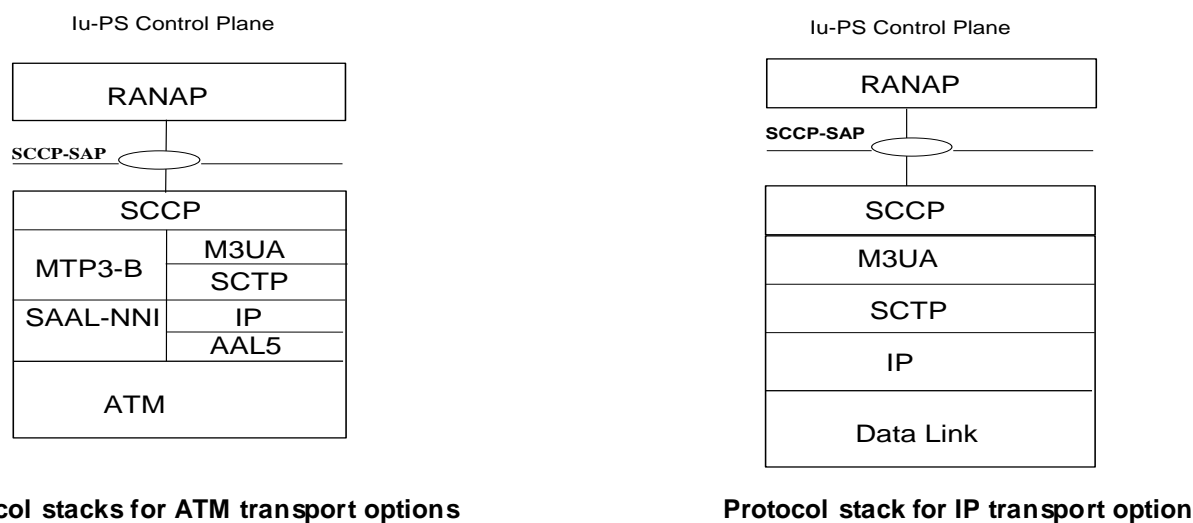 Iu-PS Control Plane
RANAP
SCCP-SAP
SCCP
MTP3-B
M3UA
SCTP
SAAL-NNI
IP
AAL5
ATM
col stacks for ATM transport options
Iu-PS Control Plane
RANAP
SCCP-SAP
SCCP
M3UA
SCTP
IP
Data Link
Protocol stack for IP transport option